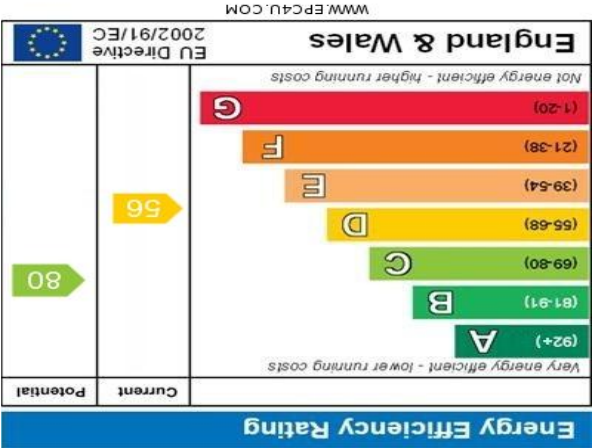 Energy Efficiency Rating
Current
Potential
Very energy efficient - lower running costs
(92+) A
(81-91) B
(69-80) C
(55-68) D
(39-54) E
(21-38) F
(1-20) G
56
80
Not energy efficient - higher running costs
England & Wales
EU Directive
2002/91/EC
WWW.EPC4U.COM